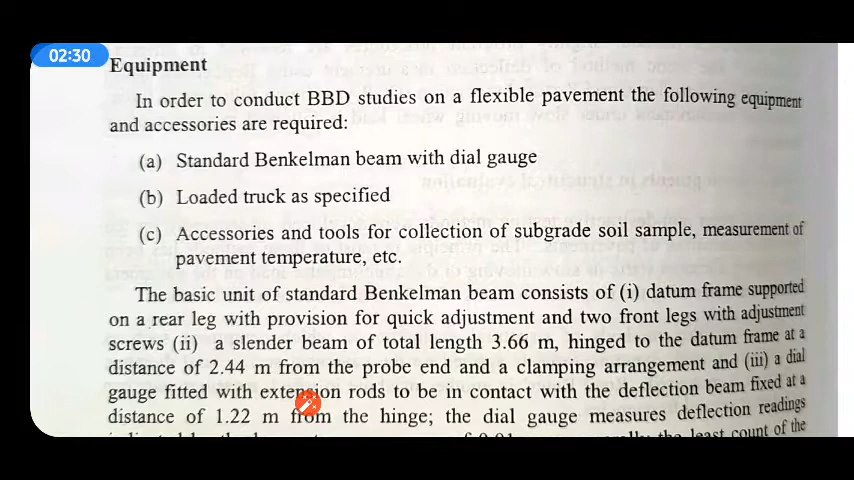 02:30
Equipment
In order to conduct BBD studies on a flexible pavement the following equipment
and accessories are required:
(a) Standard Benkelman beam with dial gauge
(b) Loaded truck as specified
(c) Accessories and tools for collection of subgrade soil sample, measurement of
pavement temperature, etc.
The basic unit of standard Benkelman beam consists of (i) datum frame supported
on a rear leg with provision for quick adjustment and two front legs with adjustment
screws (ii) a slender beam of total length 3.66 m, hinged to the datum frame at a
distance of 2.44 m from the probe end and a clamping arrangement and (iii) a dial
gauge fitted with extension rods to be in contact with the deflection beam fixed at a
distance of 1.22 m from the hinge; the dial gauge measures deflection readings
the least count of the